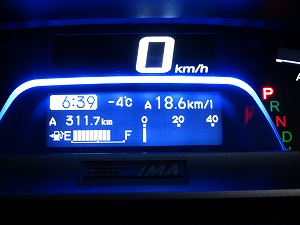 0 km/h
6:39 -4℃ A 18.6km/l
A 311.7km 0 20 40
E F
P
R
N
D
IMA